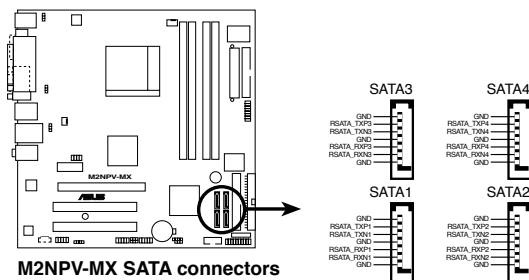 M2NPV-MX
ASUS
M2NPV-MX SATA connectors
SATA3
GND
RSATA_TXP3
RSATA_TXN3
GND
RSATA_RXP3
RSATA_RXN3
GND
SATA4
GND
RSATA_TXP4
RSATA_TXN4
GND
RSATA_RXP4
RSATA_RXN4
GND
SATA1
GND
RSATA_TXP1
RSATA_TXN1
GND
RSATA_RXP1
RSATA_RXN1
GND
SATA2
GND
RSATA_TXP2
RSATA_TXN2
GND
RSATA_RXP2
RSATA_RXN2
GND